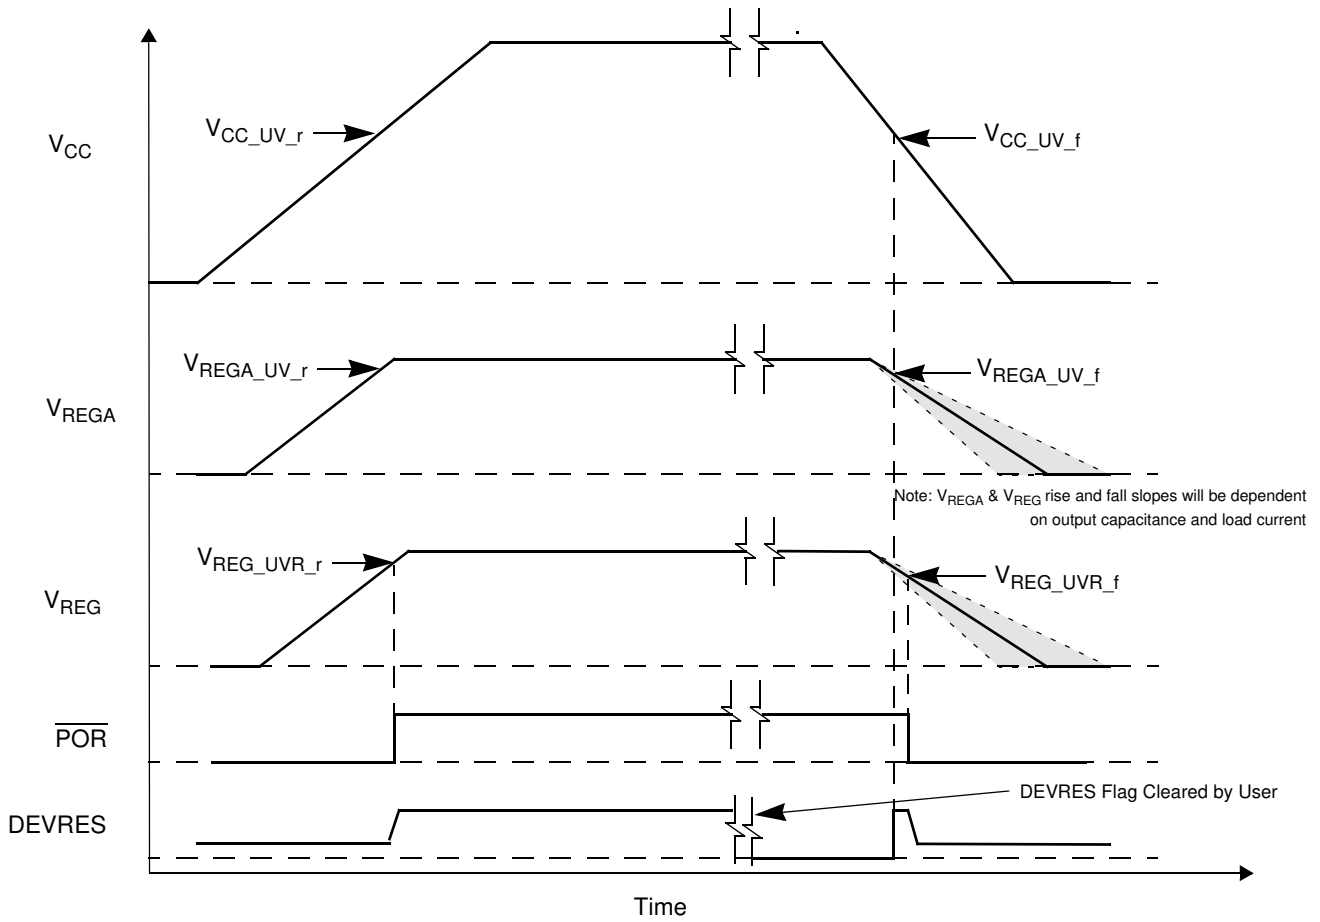 V_CC_UV_r
V_CC
V_CC_UV_f
V_REGA_UV_r
V_REGA_UV_f
V_REGA
Note: V_REGA & V_REG rise and fall slopes will be dependent
on output capacitance and load current
V_REG_UVR_r
V_REG_UVR_f
V_REG
POR
DEVRES Flag Cleared by User
DEVRES
Time